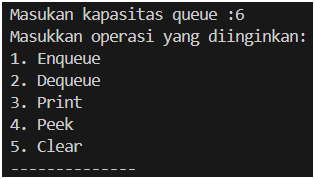 Masukan kapasitas queue :6
Masukkan operasi yang diinginkan:
1. Enqueue
2. Dequeue
3. Print
4. Peek
5. Clear
--------------